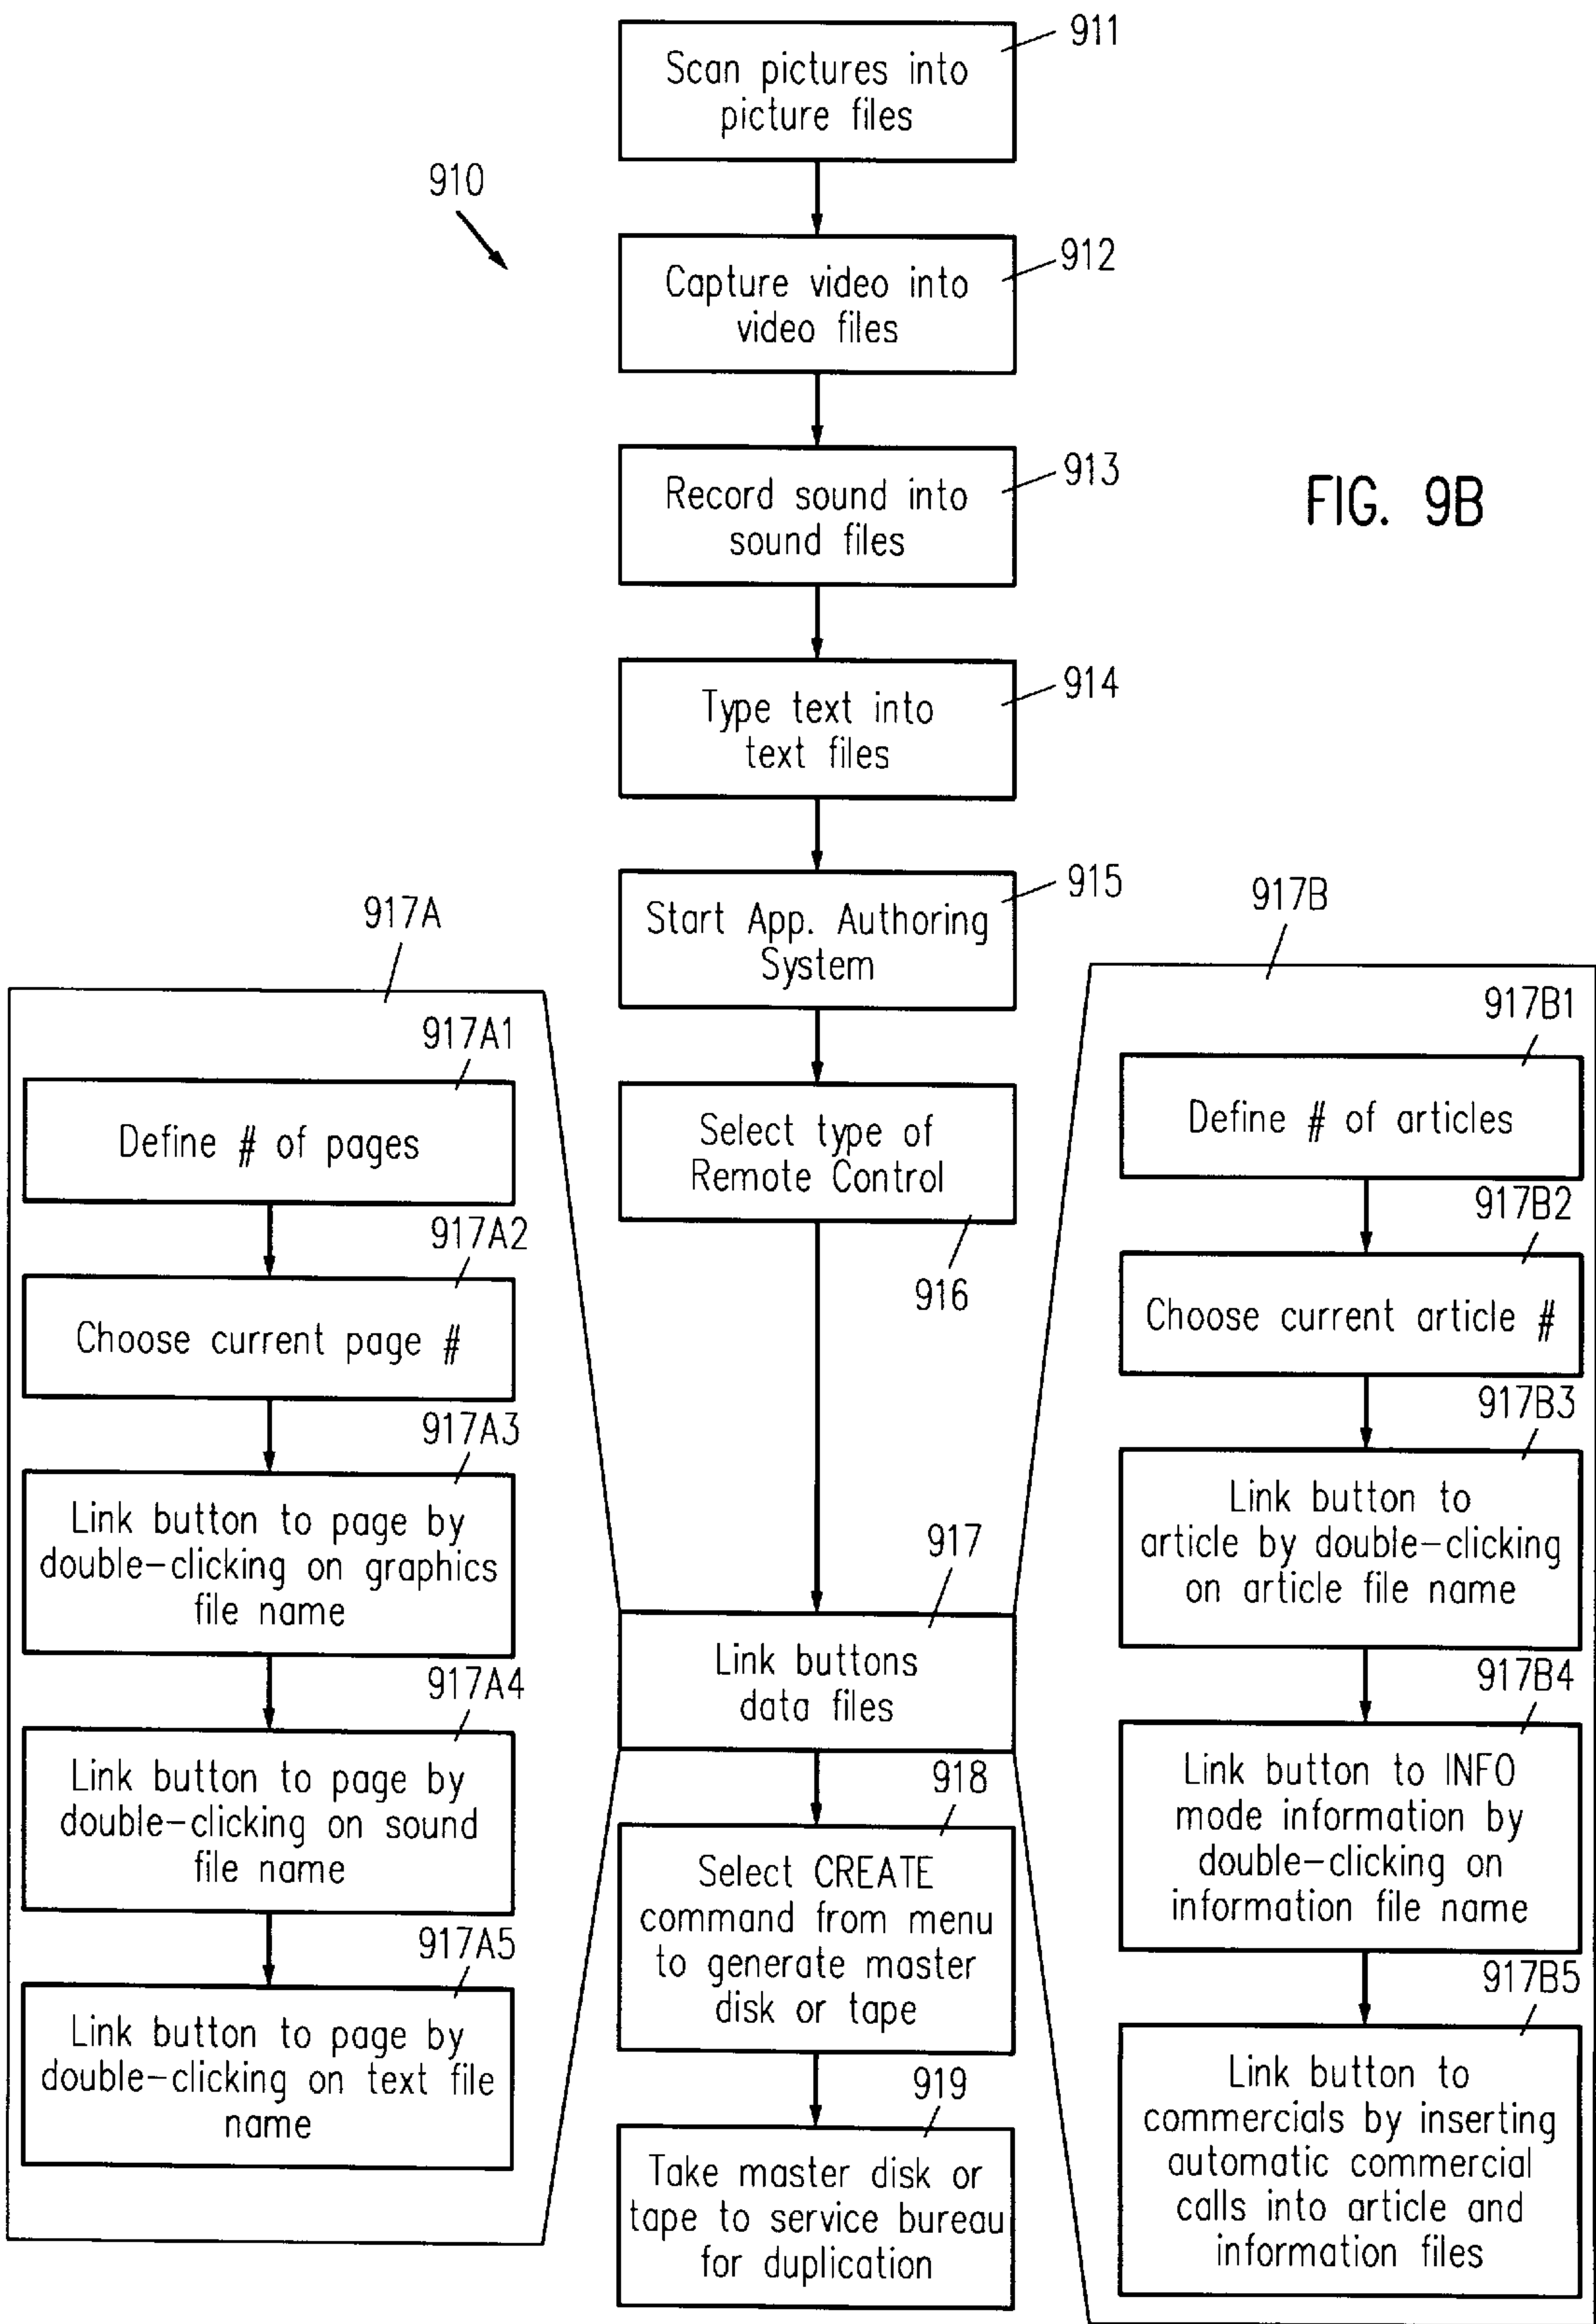 911
Scan pictures into
picture files
910
912
Capture video into
video files
913
Record sound into
sound files
FIG. 9B
914
Type text into
text files
915
Start App. Authoring
System
916
Select type of
Remote Control
917
Link buttons
data files
917A
917A1
Define # of pages
917A2
Choose current page #
917A3
Link button to page by
double-clicking on graphics
file name
917A4
Link button to page by
double-clicking on sound
file name
917A5
Link button to page by
double-clicking on text file
name
917B
917B1
Define # of articles
917B2
Choose current article #
917B3
Link button to
article by double-clicking
on article file name
917B4
Link button to INFO
mode information by
double-clicking on
information file name
917B5
Link button to
commercials by inserting
automatic commercial
calls into article and
information files
918
Select CREATE
command from menu
to generate master
disk or tape
919
Take master disk or
tape to service bureau
for duplication